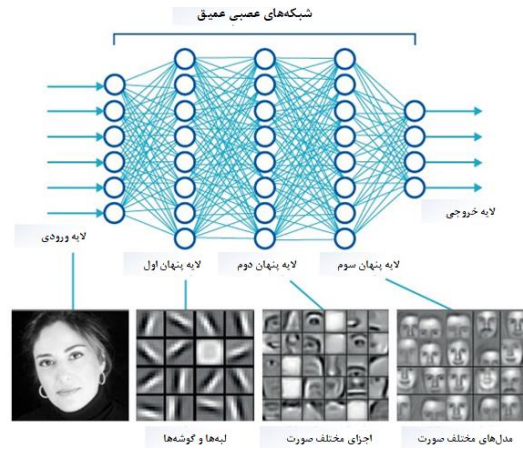 شبکه‌های عصبی عمیق
لایه خروجی
لایه ورودی
لایه پنهان اول
لایه پنهان دوم
لایه پنهان سوم
لبه‌ها و گوشه‌ها
اجزای مختلف صورت
مدل‌های مختلف صورت